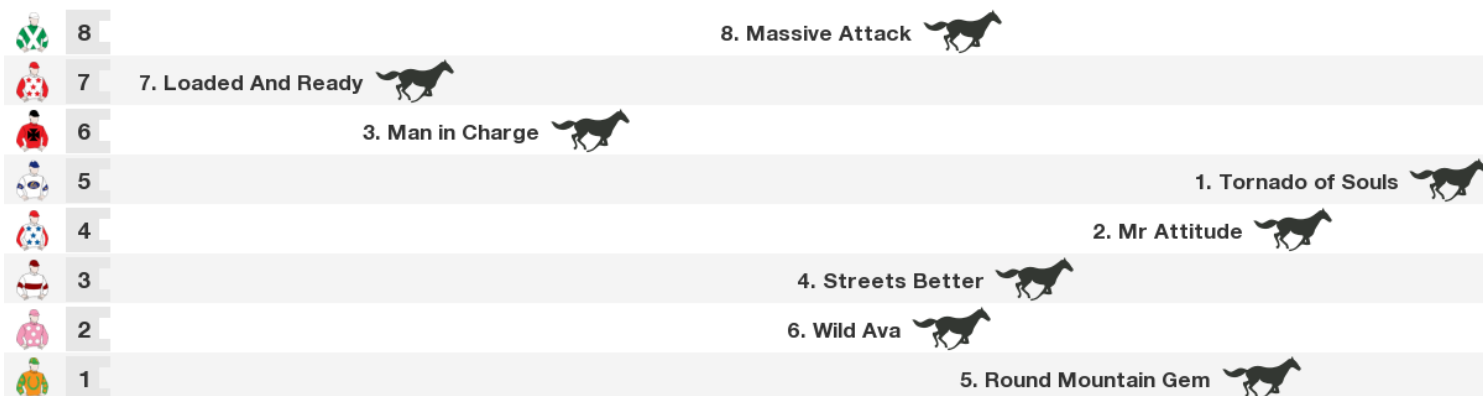 8 8. Massive Attack
7 7. Loaded And Ready
6 3. Man in Charge
5 1. Tornado of Souls
4 2. Mr Attitude
3 4. Streets Better
2 6. Wild Ava
1 5. Round Mountain Gem